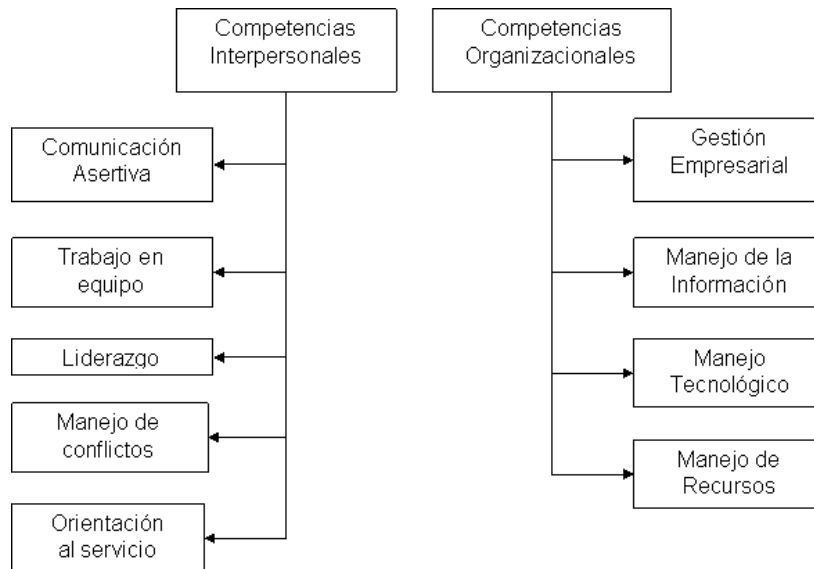 Competencias
Interpersonales
Competencias
Organizacionales
Comunicación
Asertiva
Trabajo en
equipo
Liderazgo
Manejo de
conflictos
Orientación
al servicio
Gestión
Empresarial
Manejo de la
Información
Manejo
Tecnológico
Manejo de
Recursos